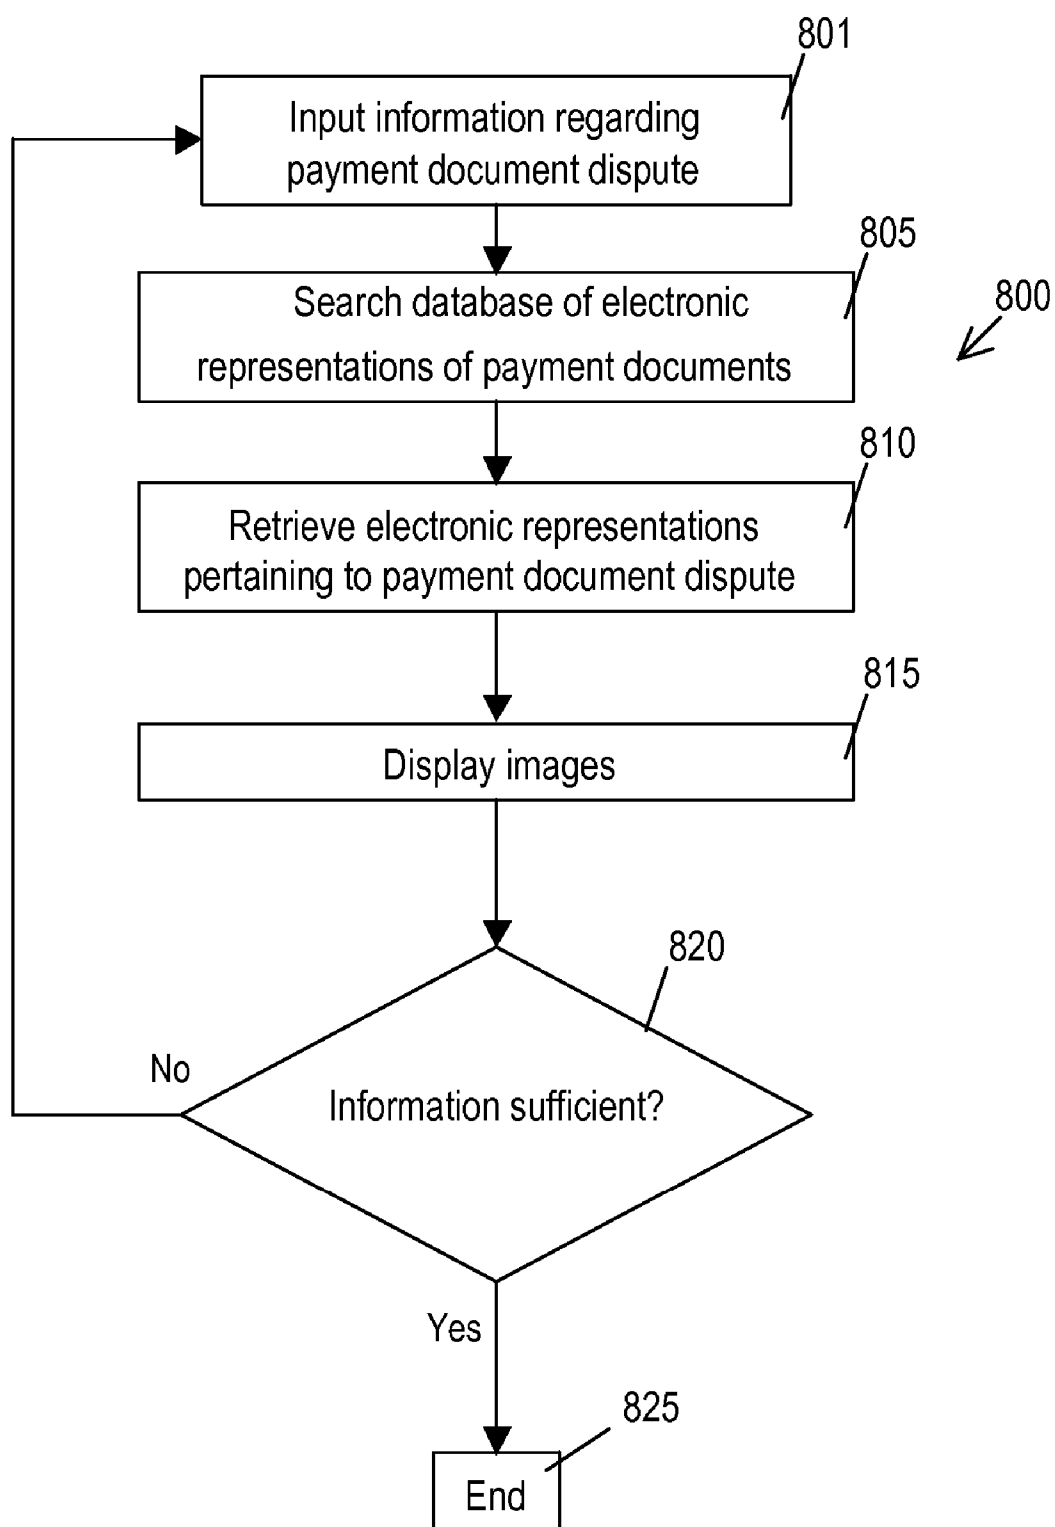 801
Input information regarding
payment document dispute
805
Search database of electronic
representations of payment documents
800
810
Retrieve electronic representations
pertaining to payment document dispute
815
Display images
820
No
Information sufficient?
Yes
825
End